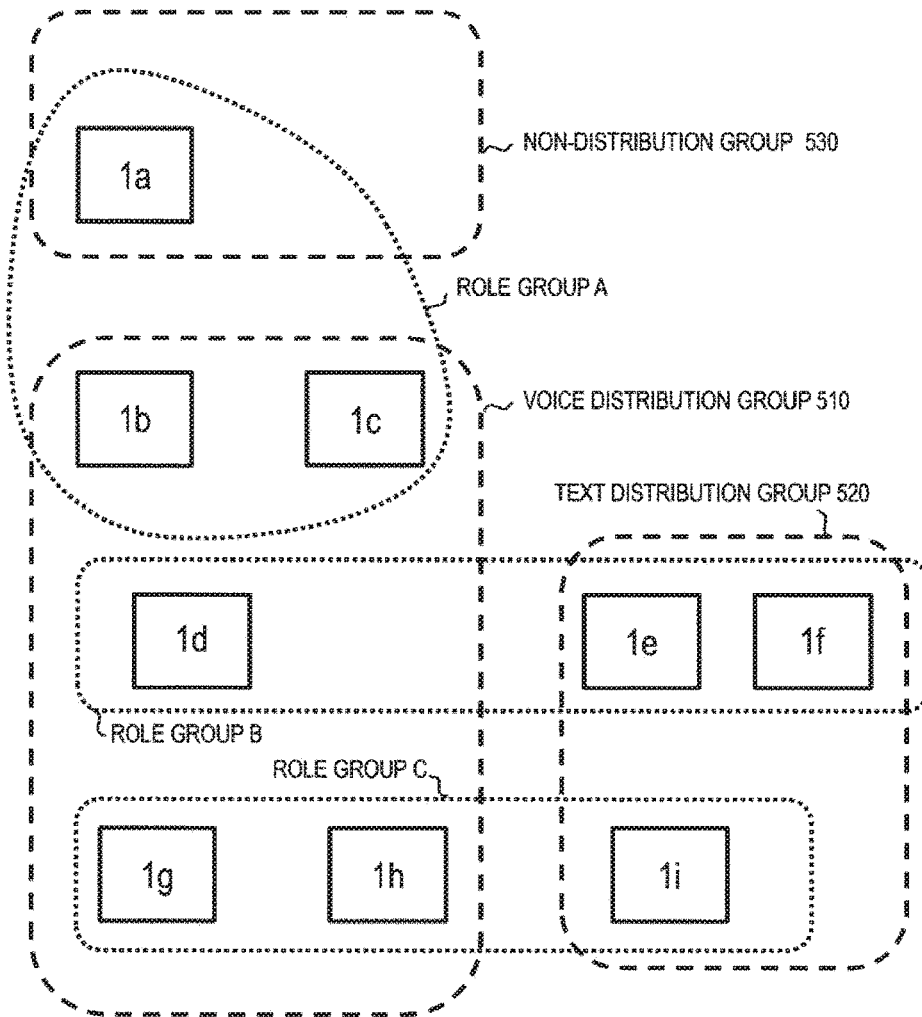 1a
NON-DISTRIBUTION GROUP 530
ROLE GROUP A
1b
1c
VOICE DISTRIBUTION GROUP 510
TEXT DISTRIBUTION GROUP 520
1d
1e
1f
ROLE GROUP B
ROLE GROUP C
1g
1h
1i